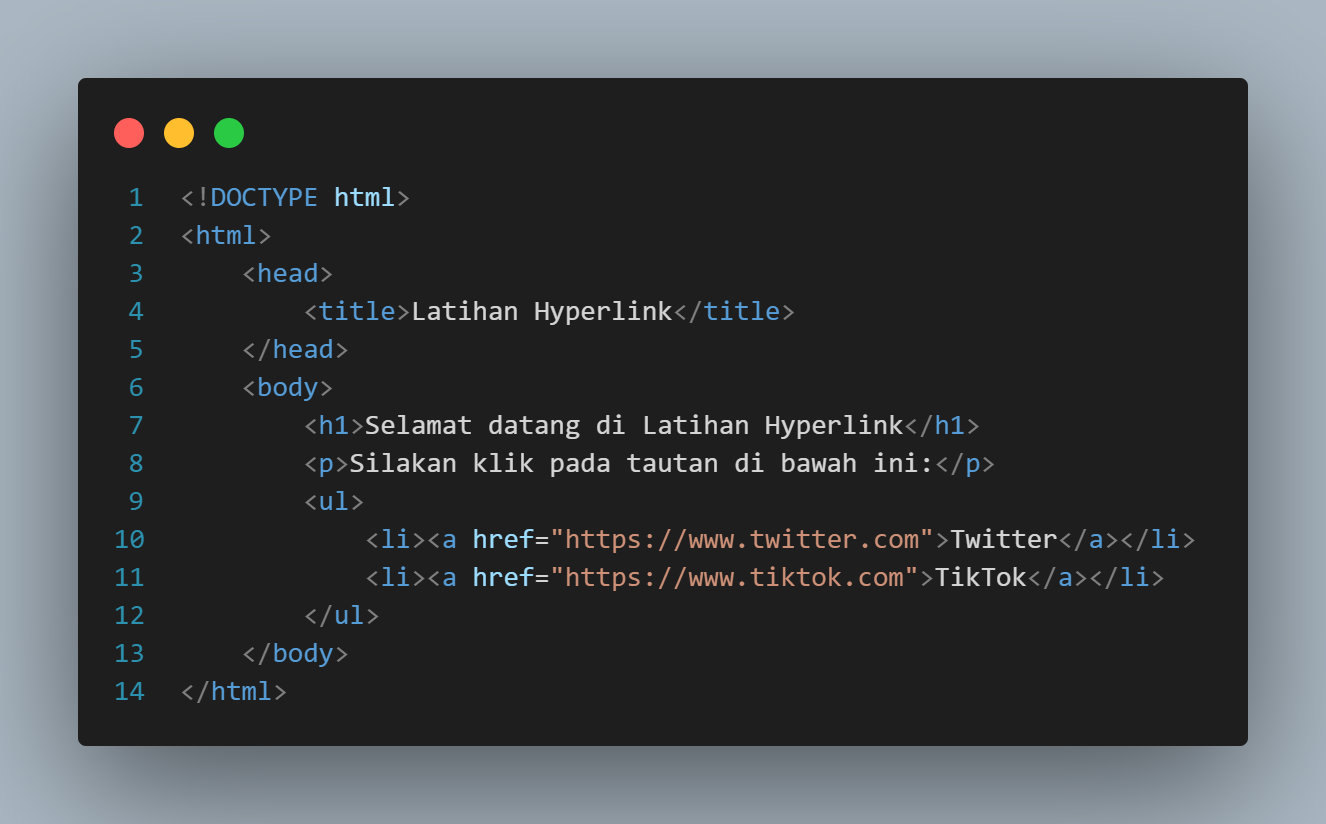 1 <!DOCTYPE html>
2 <html>
3     <head>
4         <title>Latihan Hyperlink</title>
5     </head>
6     <body>
7         <h1>Selamat datang di Latihan Hyperlink</h1>
8         <p>Silakan klik pada tautan di bawah ini:</p>
9         <ul>
10             <li><a href="https://www.twitter.com">Twitter</a></li>
11             <li><a href="https://www.tiktok.com">TikTok</a></li>
12         </ul>
13     </body>
14 </html>